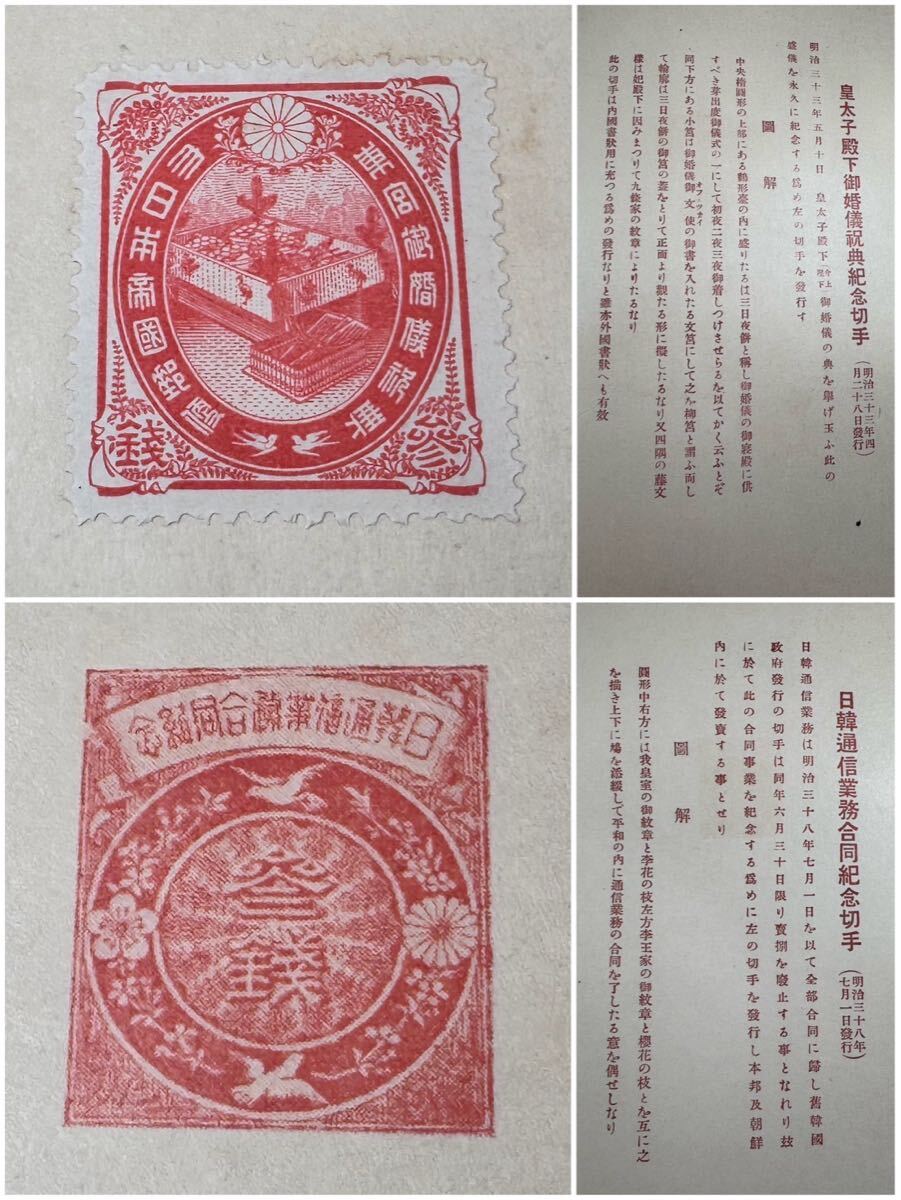 東宮御婚儀祝典
大日本帝國郵便
參
錢
皇太子殿下御婚儀祝典紀念切手
(明治三十三年四月二十八日發行)
明治三十三年五月十日 皇太子殿下(今上陛下)御婚儀の典を擧げ玉ふ此の
盛儀を永久に紀念する爲め左の切手を發行す
圖解
中央楕圓形の上部にある鶴形臺の內に盛りたるは三日夜餅と稱し御婚儀の御寢殿に供
すべき芽出度御儀式の一にして初夜二夜三夜御箸しつけさせらるを以てかく云ふとぞ
同下方にある小筥は御婚儀御文使の御書を入れたる文筥にして之を柳筥と謂ふ而し
オフヅカイ
て輪廓は三日夜餅の御筥の蓋をとりて正面より觀たる形に擬したるなり又四隅の藤文
樣は妃殿下に因みまつりて九條家の紋章によりたるなり
此の切手は內國書狀用に充つる爲めの發行なりと雖亦外國書狀へも有效
日韓通信業務合同紀念
參錢
日韓通信業務合同紀念切手
(明治三十八年七月一日發行)
日韓通信業務は明治三十八年七月一日を以て全部合同に歸し舊韓國
政府發行の切手は同年六月三十日限り賣捌を廢止する事となれり玆
に於て此の合同事業を紀念する爲めに左の切手を發行し本邦及朝鮮
內に於て發賣する事とせり
圖解
圓形中右方には我皇室の御紋章と李花の枝左方李王家の御紋章と櫻花の枝とを互に之
を描き上下に鳩を添綴して平和の內に通信業務の合同を了したる意を偶せしなり